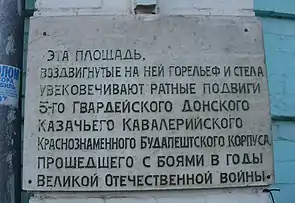 Эта площадь,
воздвигнутые на ней горельеф и стела
увековечивают ратные подвиги
5-го Гвардейского Донского
Казачьего Кавалерийского
Краснознаменного Будапештского корпуса,
прошедшего с боями в годы
Великой Отечественной войны.